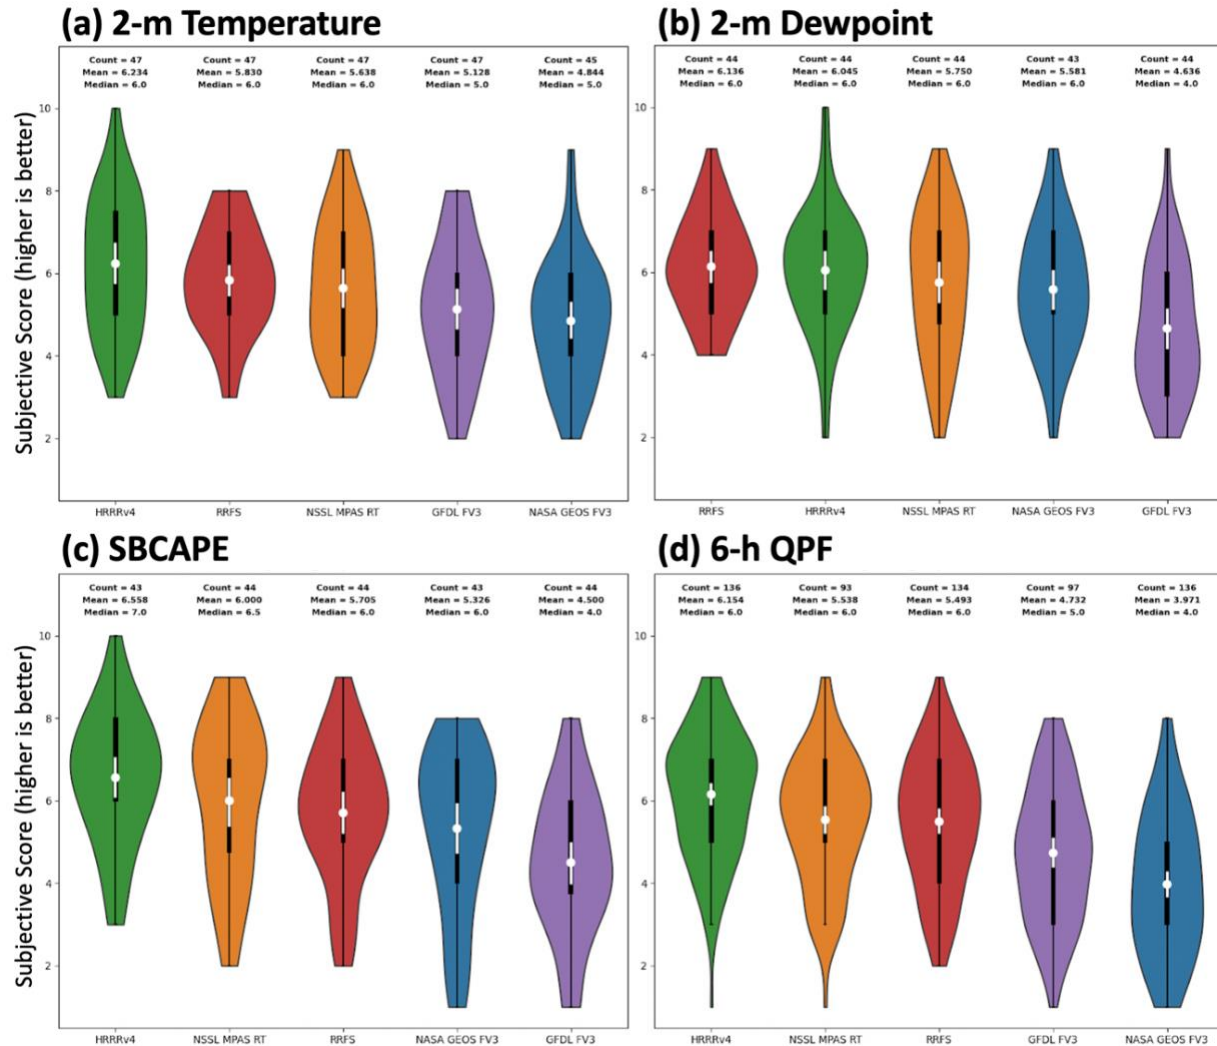 (a) 2-m Temperature
Count = 47 Count = 47 Count = 47 Count = 47 Count = 45
Mean = 6.234 Mean = 5.830 Mean = 5.638 Mean = 5.128 Mean = 4.844
Median = 6.0 Median = 6.0 Median = 6.0 Median = 5.0 Median = 5.0
10
8
6
4
2
Subjective Score (higher is better)
HRRRv4 RRFS NSSL MPAS RT GFDL FV3 NASA GEOS FV3
(b) 2-m Dewpoint
Count = 44 Count = 44 Count = 44 Count = 43 Count = 44
Mean = 6.136 Mean = 6.045 Mean = 5.750 Mean = 5.581 Mean = 4.636
Median = 6.0 Median = 6.0 Median = 6.0 Median = 6.0 Median = 4.0
10
8
6
4
2
RRFS HRRRv4 NSSL MPAS RT NASA GEOS FV3 GFDL FV3
(c) SBCAPE
Count = 43 Count = 44 Count = 44 Count = 43 Count = 44
Mean = 6.558 Mean = 6.000 Mean = 5.705 Mean = 5.326 Mean = 4.500
Median = 7.0 Median = 6.5 Median = 6.0 Median = 6.0 Median = 4.0
10
8
6
4
2
Subjective Score (higher is better)
HRRRv4 NSSL MPAS RT RRFS NASA GEOS FV3 GFDL FV3
(d) 6-h QPF
Count = 136 Count = 93 Count = 134 Count = 97 Count = 136
Mean = 6.154 Mean = 5.538 Mean = 5.493 Mean = 4.732 Mean = 3.971
Median = 6.0 Median = 6.0 Median = 6.0 Median = 5.0 Median = 4.0
10
8
6
4
2
HRRRv4 NSSL MPAS RT RRFS GFDL FV3 NASA GEOS FV3